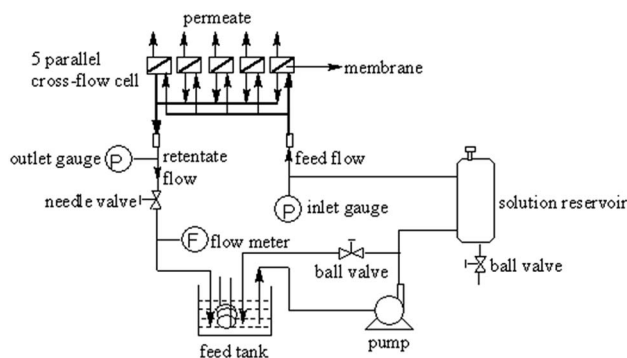 permeate
5 parallel
cross-flow cell
membrane
outlet gauge
P
retentate
flow
feed flow
needle valve
P
inlet gauge
solution reservoir
F
flow meter
ball valve
ball valve
feed tank
pump